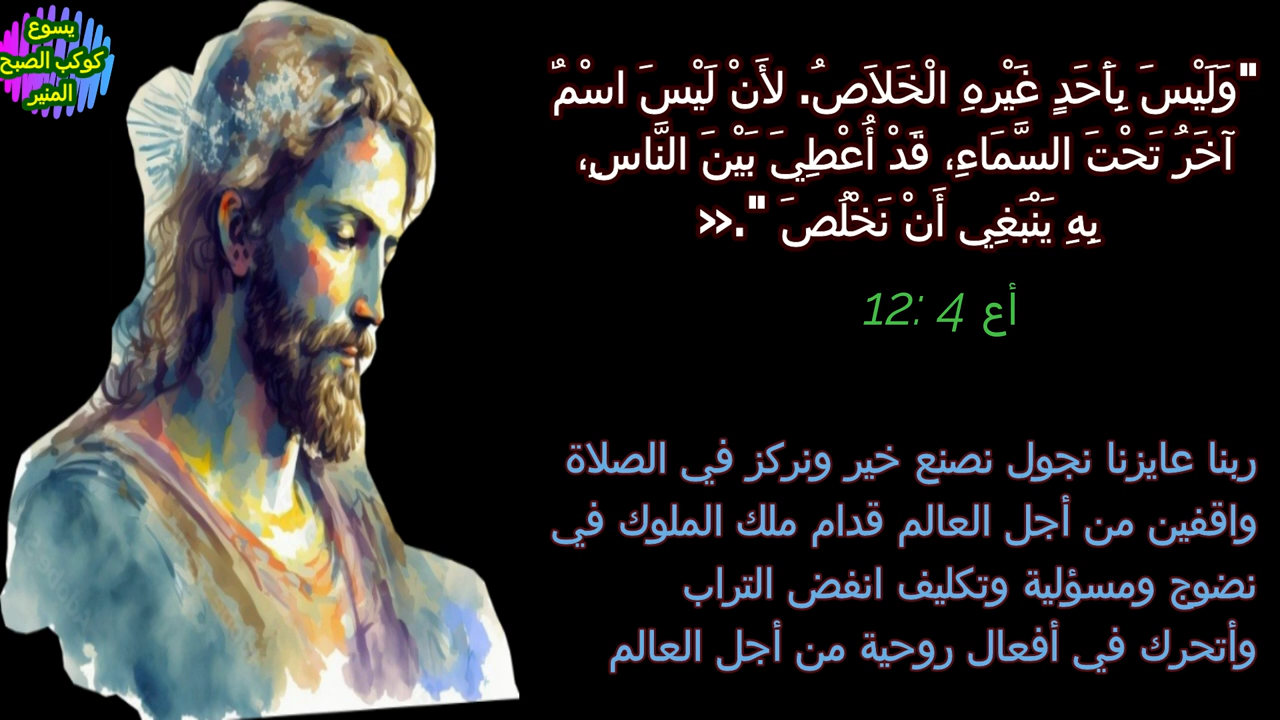 يسوع
كوكب الصبح
المنير
"وَلَيْسَ بِأَحَدٍ غَيْرِهِ الْخَلاَصُ. لأَنْ لَيْسَ اسْمٌ
آخَرُ تَحْتَ السَّمَاءِ، قَدْ أُعْطِيَ بَيْنَ النَّاسِ،
بِهِ يَنْبَغِي أَنْ نَخْلُصَ ".»
أع 4 :12
ربنا عايزنا نجول نصنع خير ونركز في الصلاة
واقفين من أجل العالم قدام ملك الملوك في
نضوج ومسؤلية وتكليف انفض التراب
وأتحرك في أفعال روحية من أجل العالم